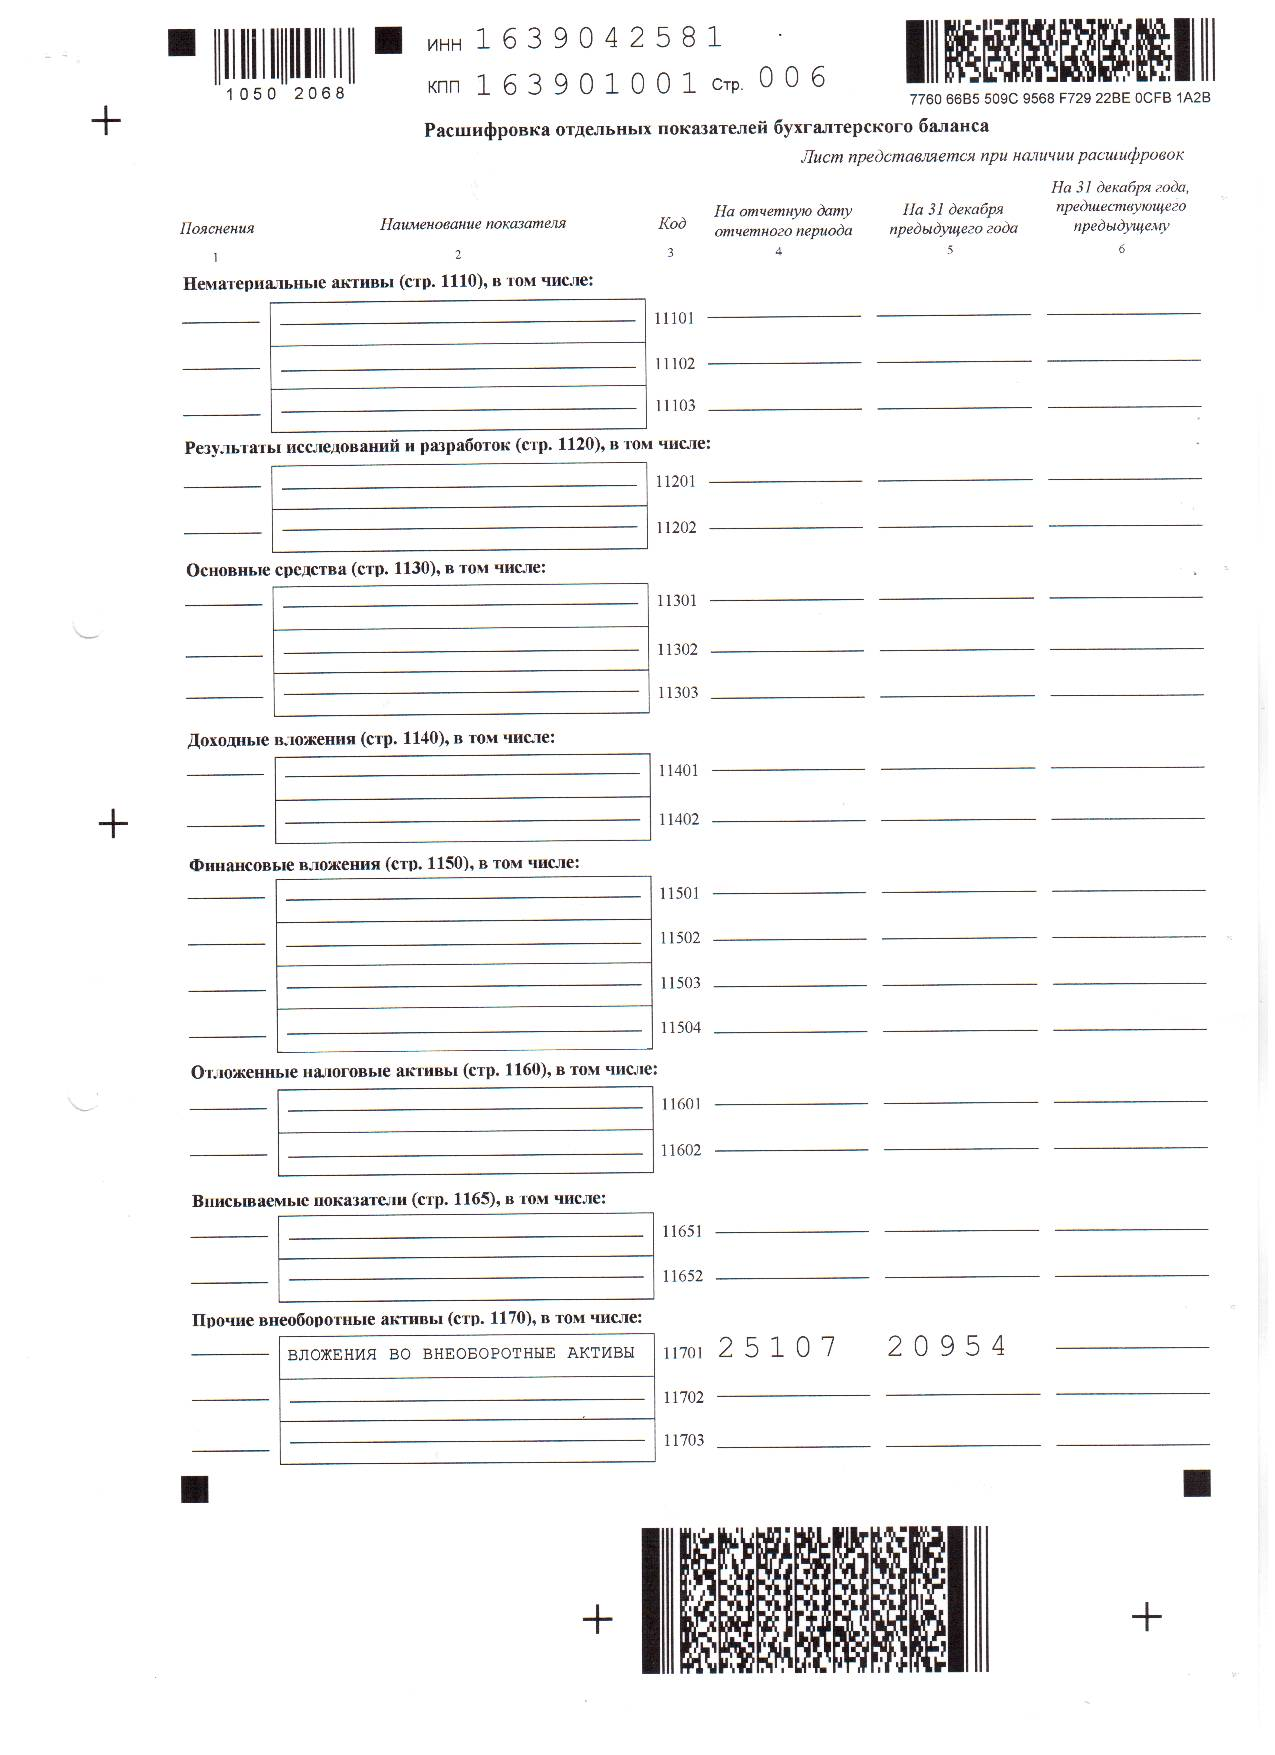 ИНН 1639042581
1050 2068
КПП 163901001 Стр. 006
7760 66B5 509C 9568 F729 22BE 0CFB 1A2B
Расшифровка отдельных показателей бухгалтерского баланса
Лист представляется при наличии расшифровок
Пояснения Наименование показателя Код На отчетную дату отчетного периода На 31 декабря предыдущего года На 31 декабря года, предшествующего предыдущему
1 2 3 4 5 6
Нематериальные активы (стр. 1110), в том числе:
11101
11102
11103
Результаты исследований и разработок (стр. 1120), в том числе:
11201
11202
Основные средства (стр. 1130), в том числе:
11301
11302
11303
Доходные вложения (стр. 1140), в том числе:
11401
11402
Финансовые вложения (стр. 1150), в том числе:
11501
11502
11503
11504
Отложенные налоговые активы (стр. 1160), в том числе:
11601
11602
Вписываемые показатели (стр. 1165), в том числе:
11651
11652
Прочие внеоборотные активы (стр. 1170), в том числе:
ВЛОЖЕНИЯ ВО ВНЕОБОРОТНЫЕ АКТИВЫ 11701 25107 20954
11702
11703